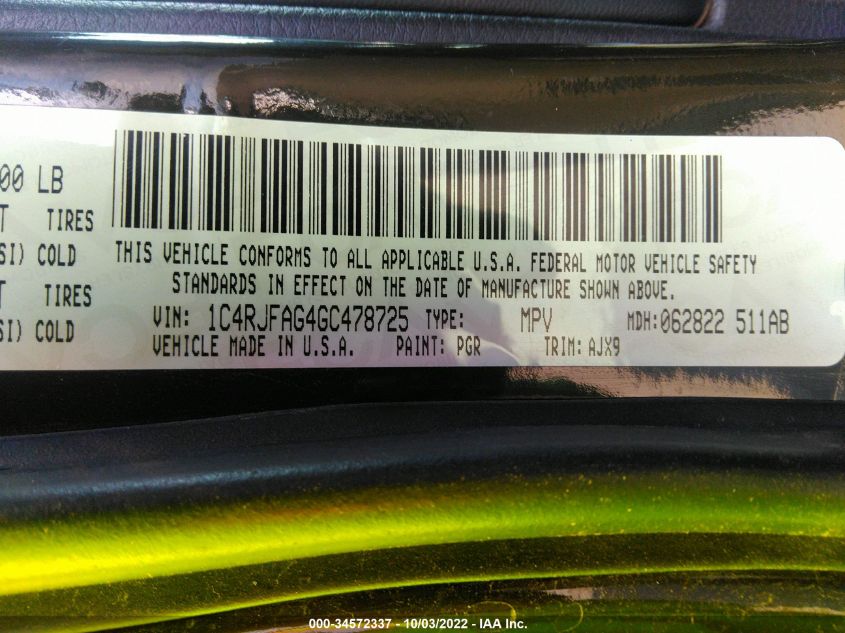 00 LB
T TIRES
SI) COLD
T TIRES
SI) COLD
THIS VEHICLE CONFORMS TO ALL APPLICABLE U.S.A. FEDERAL MOTOR VEHICLE SAFETY
STANDARDS IN EFFECT ON THE DATE OF MANUFACTURE SHOWN ABOVE.
VIN: 1C4RJFAG4GC478725 TYPE: MPV MDH:062822 511AB
VEHICLE MADE IN U.S.A. PAINT: PGR TRIM: AJX9
000-34572337 - 10/03/2022 - IAA Inc.